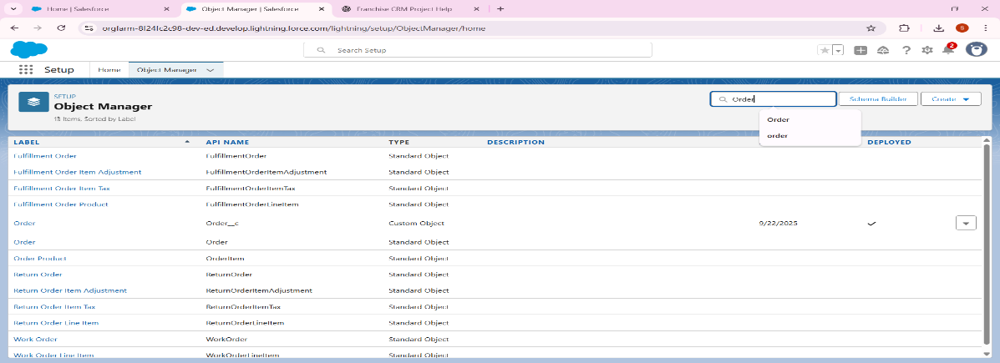 Home | Salesforce
Object Manager | Salesforce
Franchise CRM Project Help
orgfarm-8l24fc2c98-dev-ed.develop.lightning.force.com/lightning/setup/ObjectManager/home
S
Search Setup
2
Setup
Home
Object Manager
SETUP
Object Manager
13 Items, Sorted by Label
Order
Schema Builder
Create
Order
order
LABEL API NAME TYPE DESCRIPTION DEPLOYED
Fulfillment Order FulfillmentOrder Standard Object
Fulfillment Order Item Adjustment FulfillmentOrderItemAdjustment Standard Object
Fulfillment Order Item Tax FulfillmentOrderItemTax Standard Object
Fulfillment Order Product FulfillmentOrderLineItem Standard Object
Order Order__c Custom Object 9/22/2025
Order Order Standard Object
Order Product OrderItem Standard Object
Return Order ReturnOrder Standard Object
Return Order Item Adjustment ReturnOrderItemAdjustment Standard Object
Return Order Item Tax ReturnOrderItemTax Standard Object
Return Order Line Item ReturnOrderLineItem Standard Object
Work Order WorkOrder Standard Object
Work Order Line Item WorkOrderLineItem Standard Object